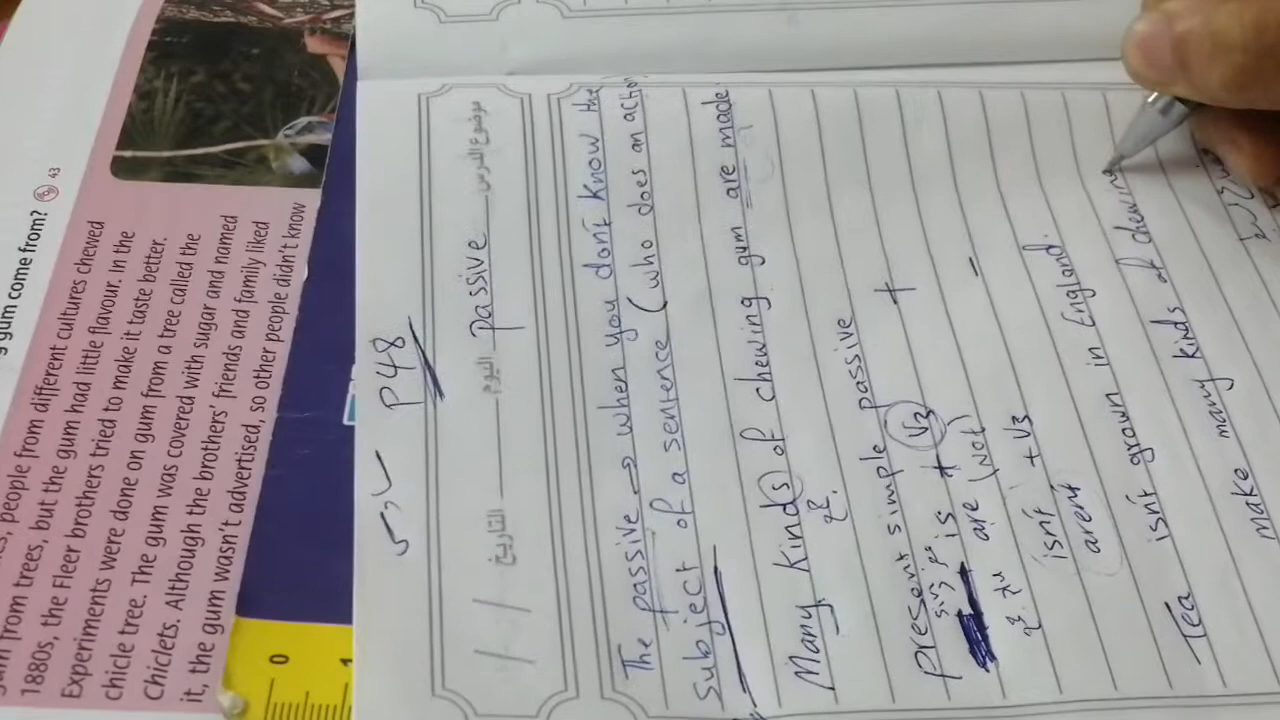 gum come from? 43
from trees, people from different cultures chewed
1880s, the Fleer brothers tried to make it taste better.
but the gum had little flavour. In the
Experiments were done on gum from a tree called the
chicle tree. The gum was covered with sugar and named
Chiclets. Although the brothers' friends and family liked
it, the gum wasn't advertised, so other people didn't know
0
1
P48
التاريخ / / اليوم passive موضوع الدرس
The passive → when you don't know the
subject of a sentence (who does an action
Many kinds of chewing gum are made.
present simple passive
is + V3 +
are (not) -
isn't + V3
aren't
Tea isn't grown in England.
make many kinds of chewing